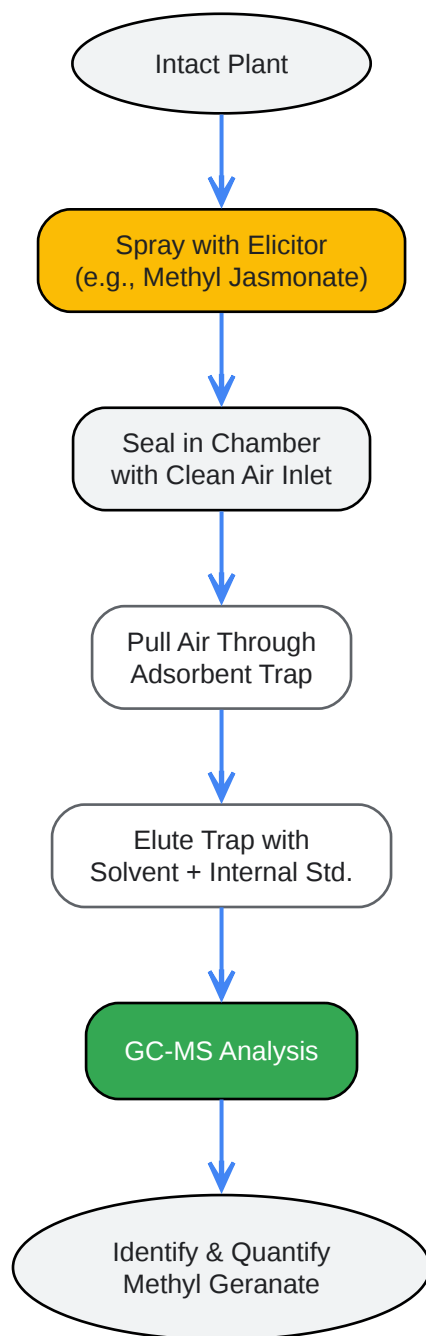 Intact Plant
Spray with Elicitor
(e.g., Methyl Jasmonate)
Seal in Chamber
with Clean Air Inlet
Pull Air Through
Adsorbent Trap
Elute Trap with
Solvent + Internal Std.
GC-MS Analysis
Identify & Quantify
Methyl Geranate